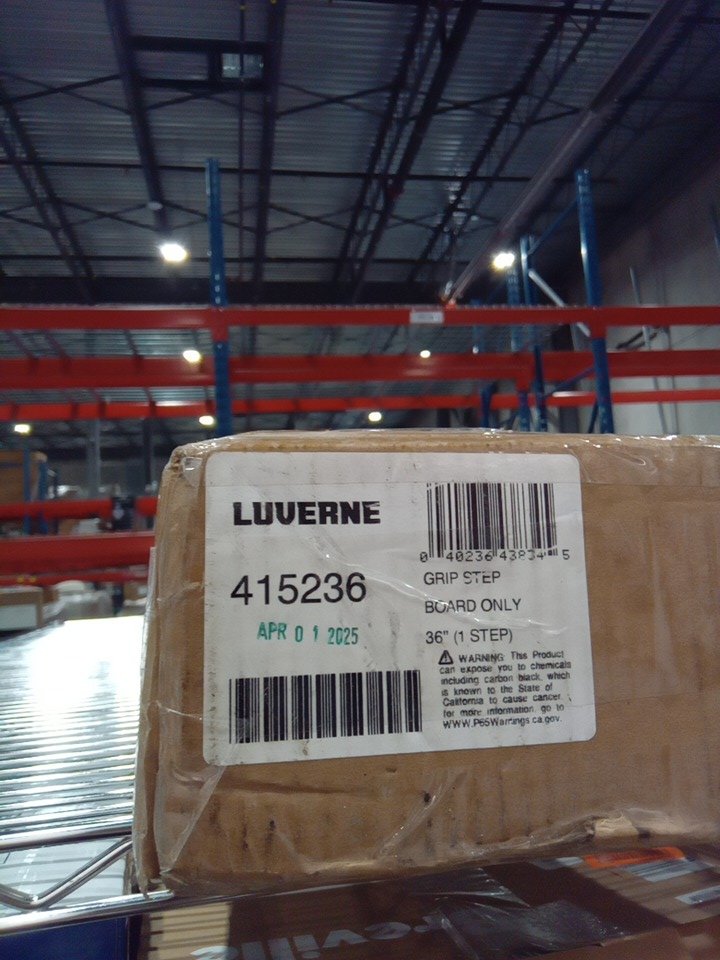 LUVERNE
415236
APR 0 1 2025
0 40236 43834 5
GRIP STEP
BOARD ONLY
36" (1 STEP)
⚠ WARNING: This Product
can expose you to chemicals
including carbon black, which
is known to the State of
California to cause cancer.
for more information, go to
WWW.P65Warnings.ca.gov.